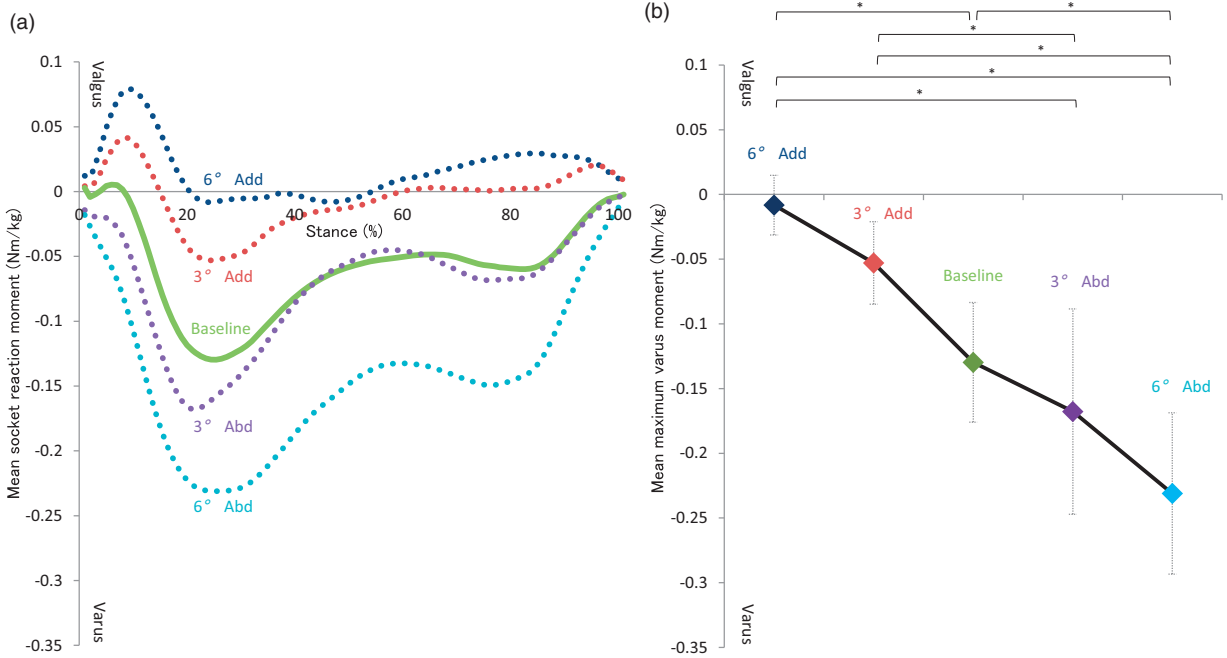 (a)
Valgus
0.1
0.05
0
-0.05
-0.1
-0.15
-0.2
-0.25
-0.3
-0.35
Mean socket reaction moment (Nm/kg)
Varus
0
20
40
60
80
100
Stance (%)
6° Add
3° Add
Baseline
3° Abd
6° Abd
(b)
*
*
*
*
*
*
Valgus
0.1
0.05
0
-0.05
-0.1
-0.15
-0.2
-0.25
-0.3
-0.35
Mean maximum varus moment (Nm/kg)
Varus
6° Add
3° Add
Baseline
3° Abd
6° Abd